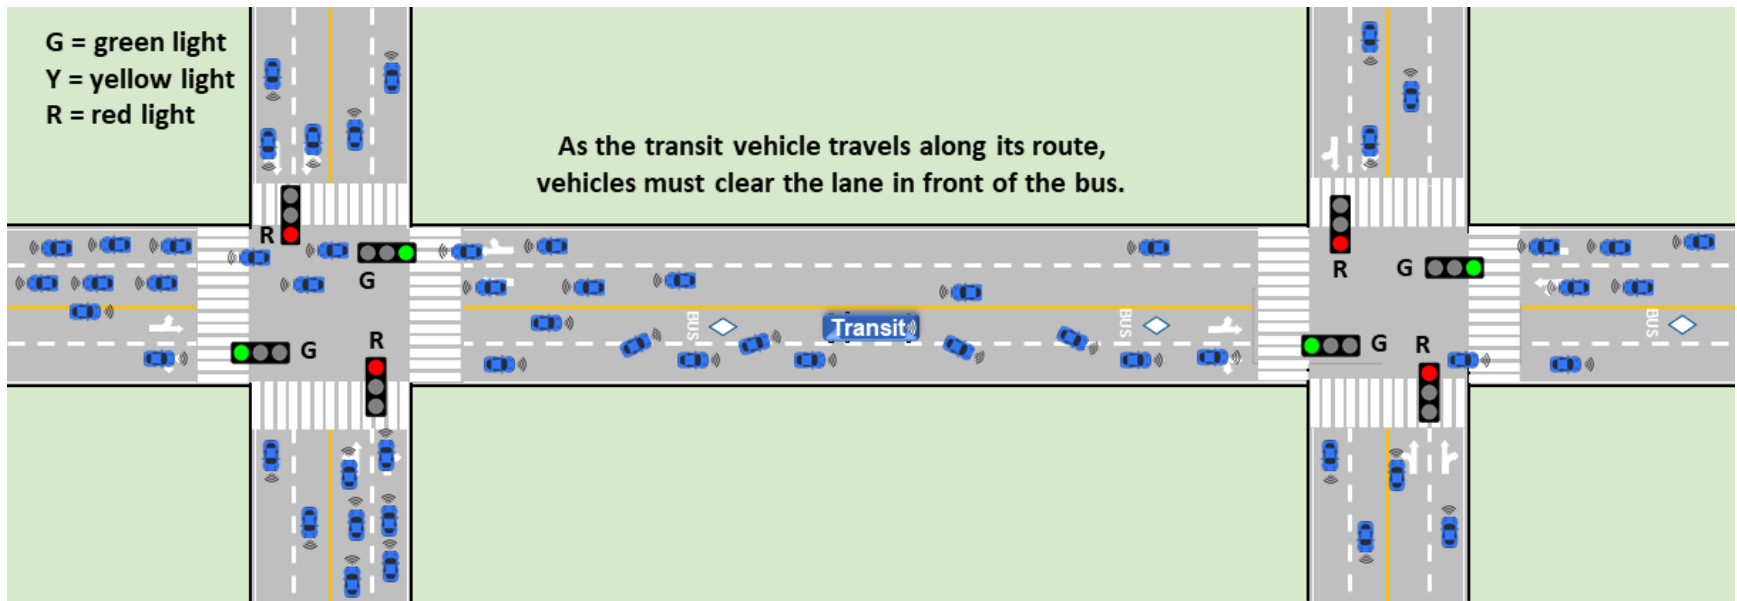 G = green light
Y = yellow light
R = red light
As the transit vehicle travels along its route,
vehicles must clear the lane in front of the bus.
R
G
G
R
BUS
Transit
BUS
R
G
G
R
BUS